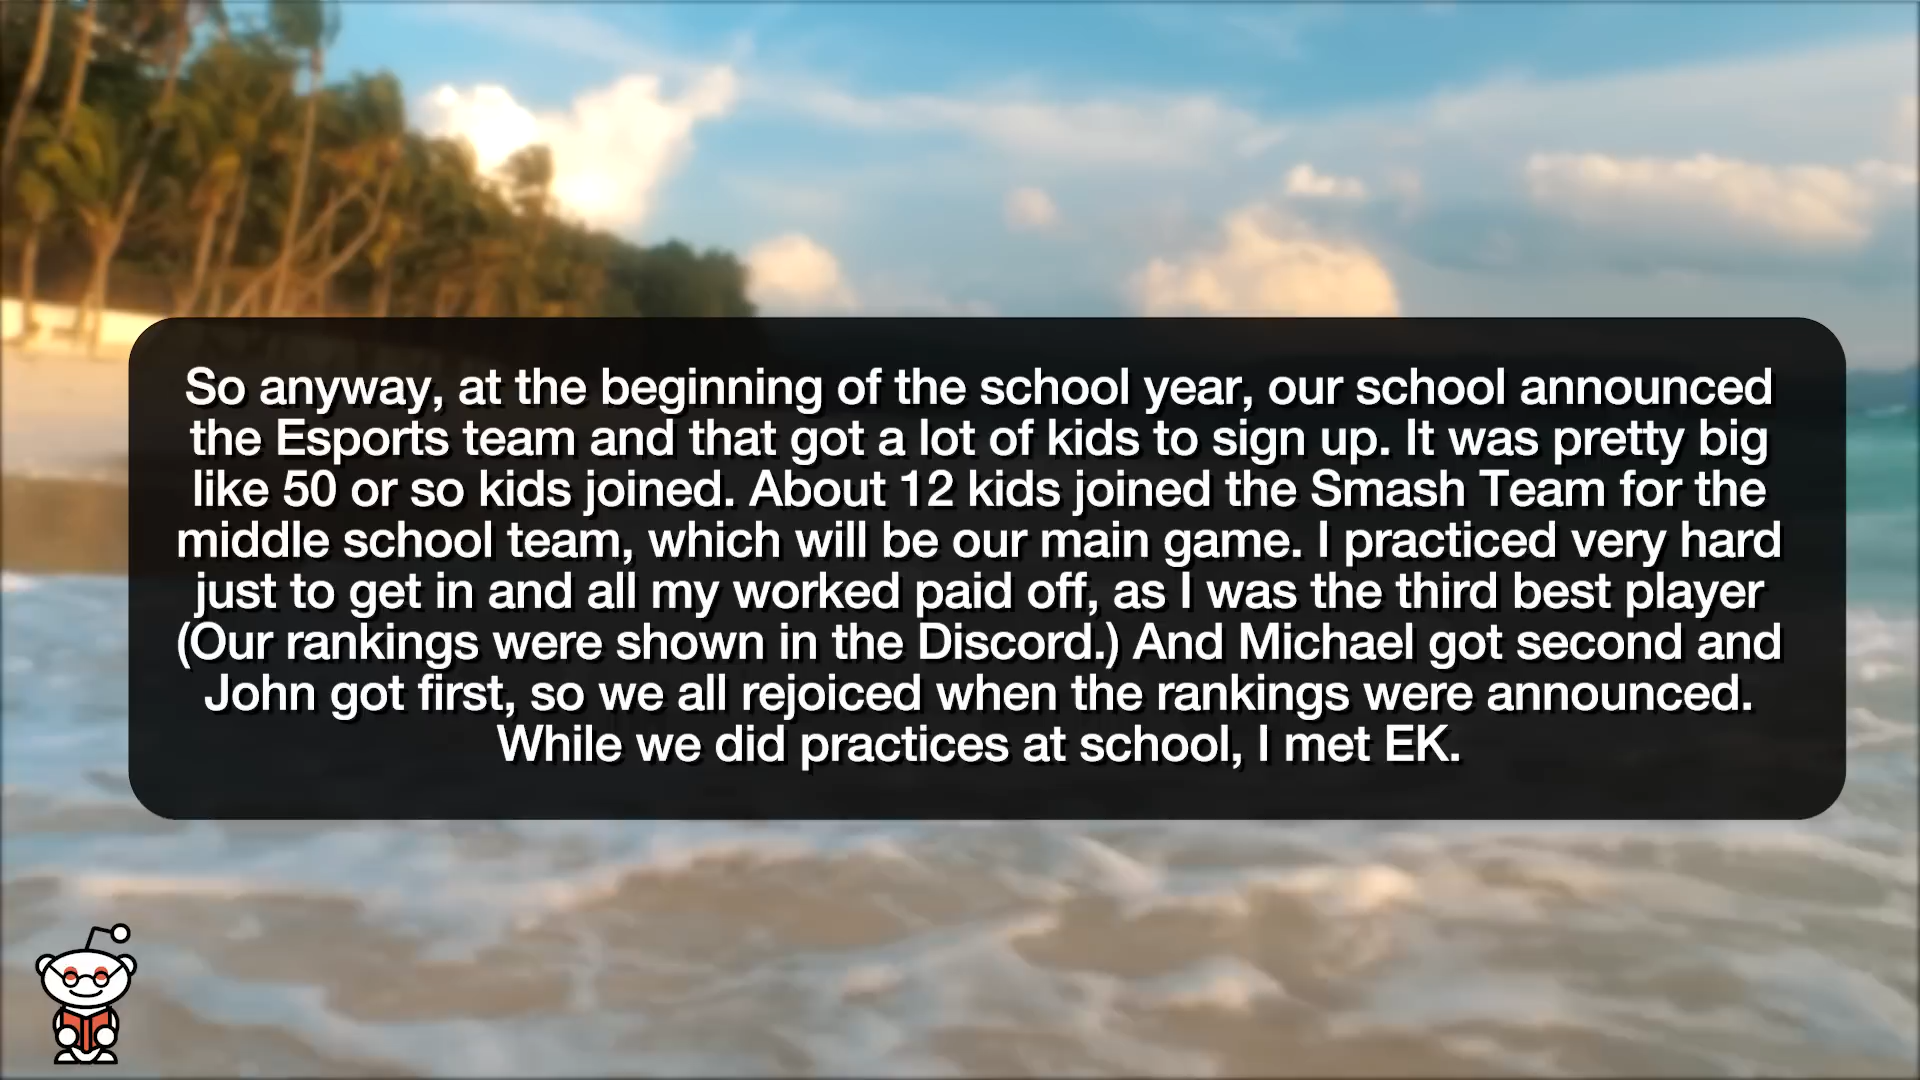 So anyway, at the beginning of the school year, our school announced
the Esports team and that got a lot of kids to sign up. It was pretty big
like 50 or so kids joined. About 12 kids joined the Smash Team for the
middle school team, which will be our main game. I practiced very hard
just to get in and all my worked paid off, as I was the third best player
(Our rankings were shown in the Discord.) And Michael got second and
John got first, so we all rejoiced when the rankings were announced.
While we did practices at school, I met EK.